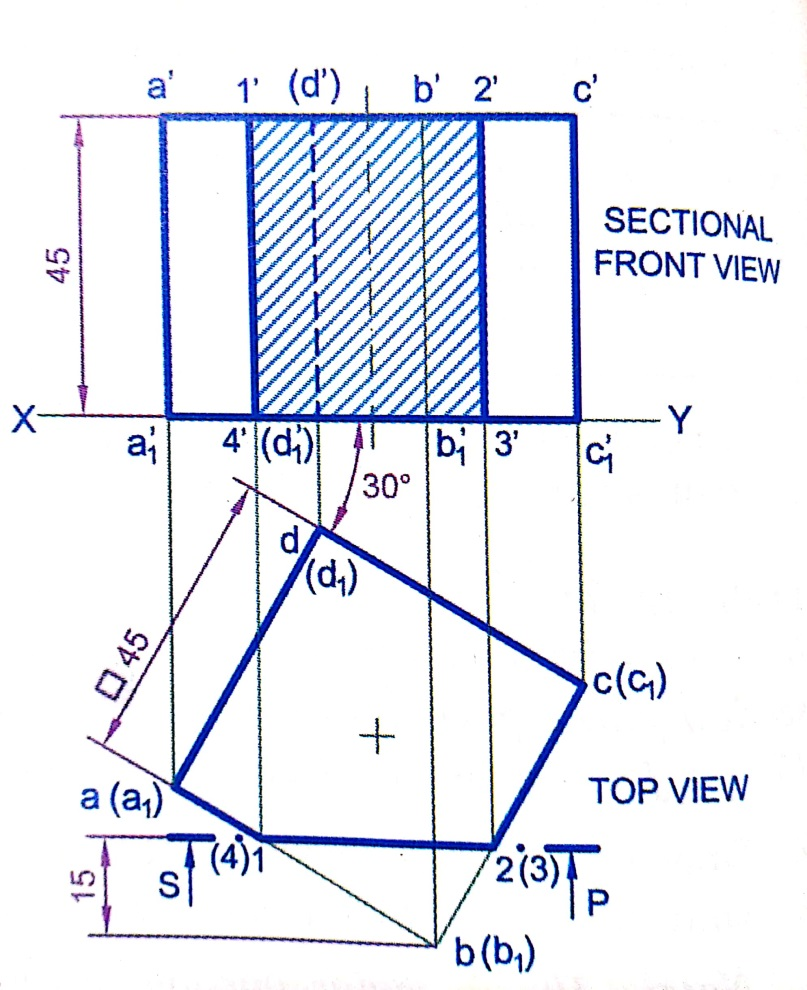 a' 1' (d') b' 2' c'
45
SECTIONAL
FRONT VIEW
X Y
a₁' 4' (d₁') b₁' 3' c₁'
30°
d
(d₁)
□ 45
c(c₁)
a (a₁)
TOP VIEW
(4) 1 2 (3)
15
S P
b (b₁)